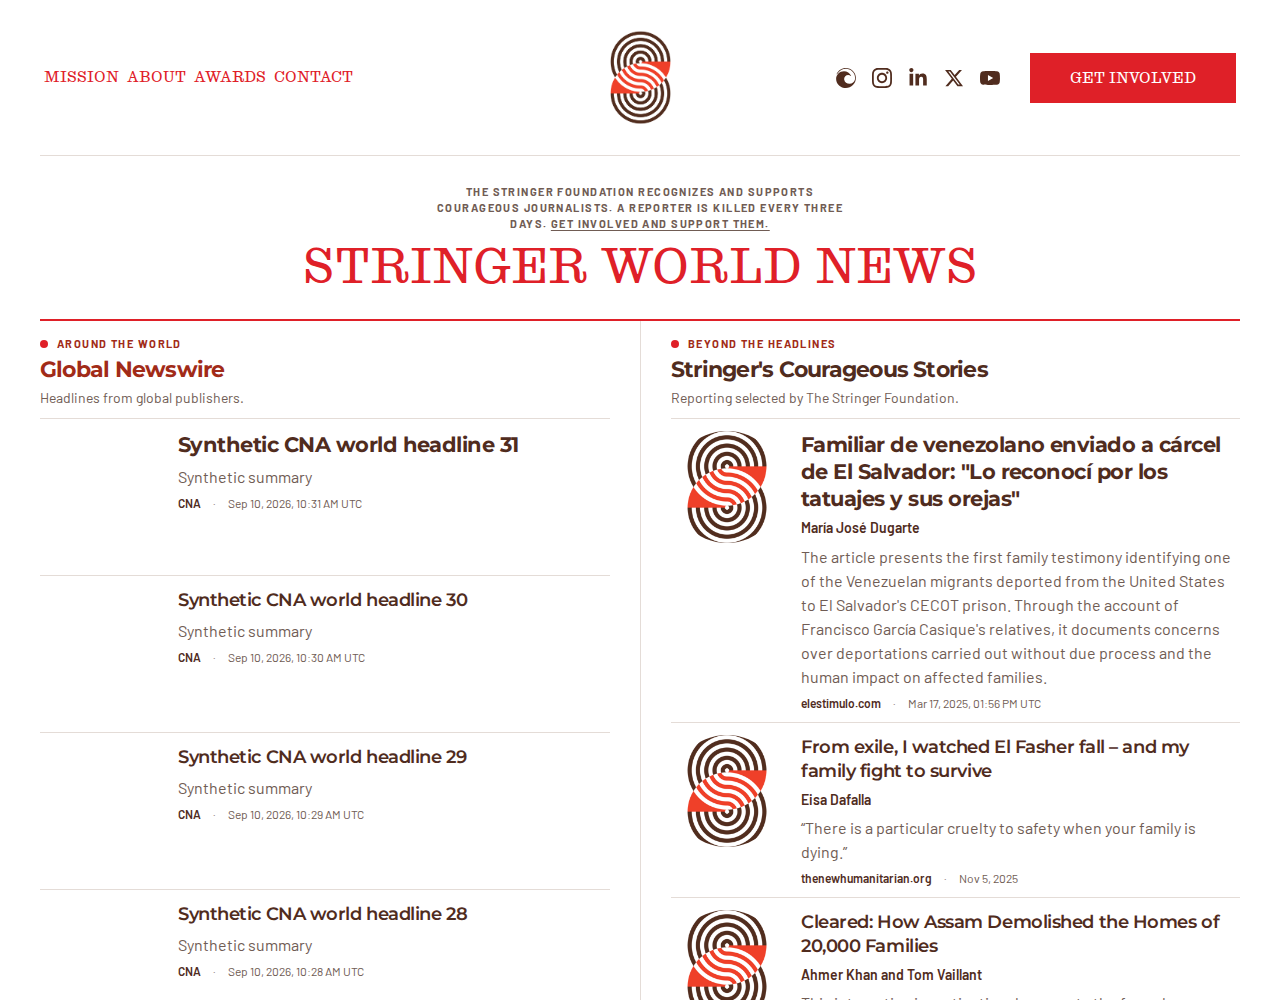 MISSION ABOUT AWARDS CONTACT
GET INVOLVED
THE STRINGER FOUNDATION RECOGNIZES AND SUPPORTS
COURAGEOUS JOURNALISTS. A REPORTER IS KILLED EVERY THREE
DAYS. GET INVOLVED AND SUPPORT THEM.
STRINGER WORLD NEWS
AROUND THE WORLD
Global Newswire
Headlines from global publishers.
Synthetic CNA world headline 31
Synthetic summary
CNA · Sep 10, 2026, 10:31 AM UTC
Synthetic CNA world headline 30
Synthetic summary
CNA · Sep 10, 2026, 10:30 AM UTC
Synthetic CNA world headline 29
Synthetic summary
CNA · Sep 10, 2026, 10:29 AM UTC
Synthetic CNA world headline 28
Synthetic summary
CNA · Sep 10, 2026, 10:28 AM UTC
BEYOND THE HEADLINES
Stringer's Courageous Stories
Reporting selected by The Stringer Foundation.
Familiar de venezolano enviado a cárcel
de El Salvador: "Lo reconocí por los
tatuajes y sus orejas"
María José Dugarte
The article presents the first family testimony identifying one
of the Venezuelan migrants deported from the United States
to El Salvador's CECOT prison. Through the account of
Francisco García Casique's relatives, it documents concerns
over deportations carried out without due process and the
human impact on affected families.
elestimulo.com · Mar 17, 2025, 01:56 PM UTC
From exile, I watched El Fasher fall – and my
family fight to survive
Eisa Dafalla
“There is a particular cruelty to safety when your family is
dying.”
thenewhumanitarian.org · Nov 5, 2025
Cleared: How Assam Demolished the Homes of
20,000 Families
Ahmer Khan and Tom Vaillant